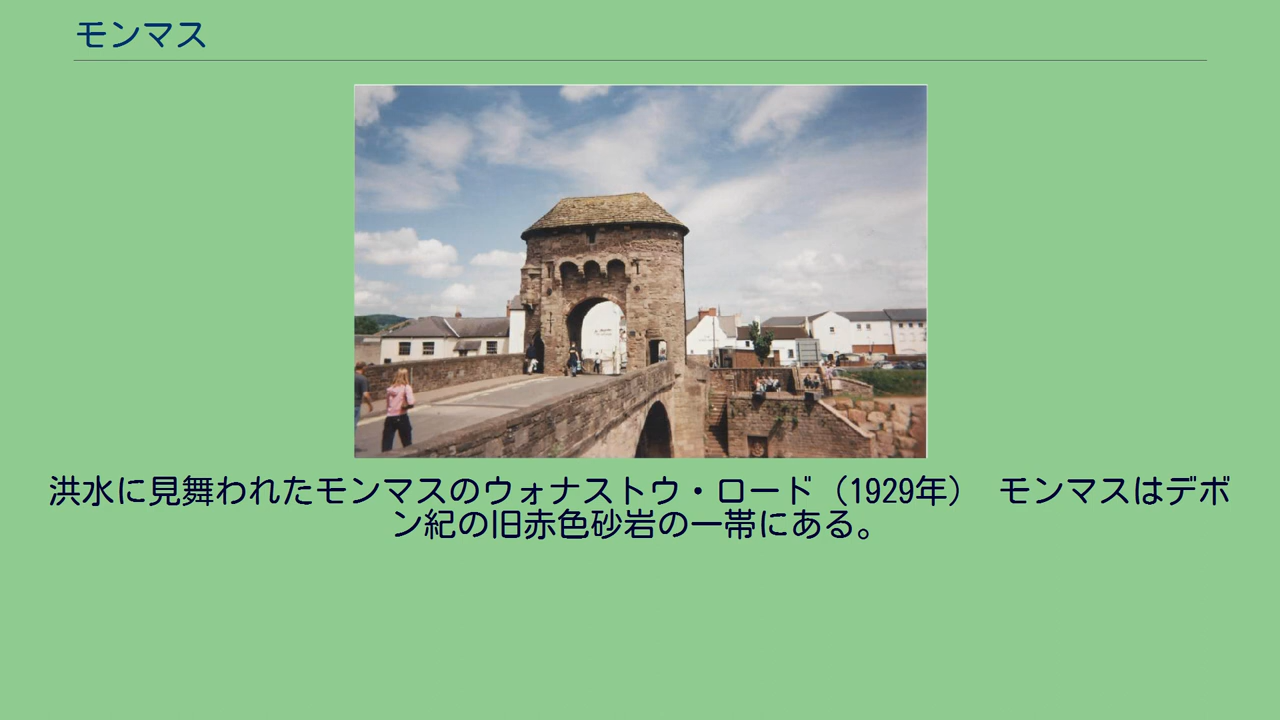 モンマス
洪水に見舞われたモンマスのウォナストウ・ロード（1929年）　モンマスはデボ
ン紀の旧赤色砂岩の一帯にある。